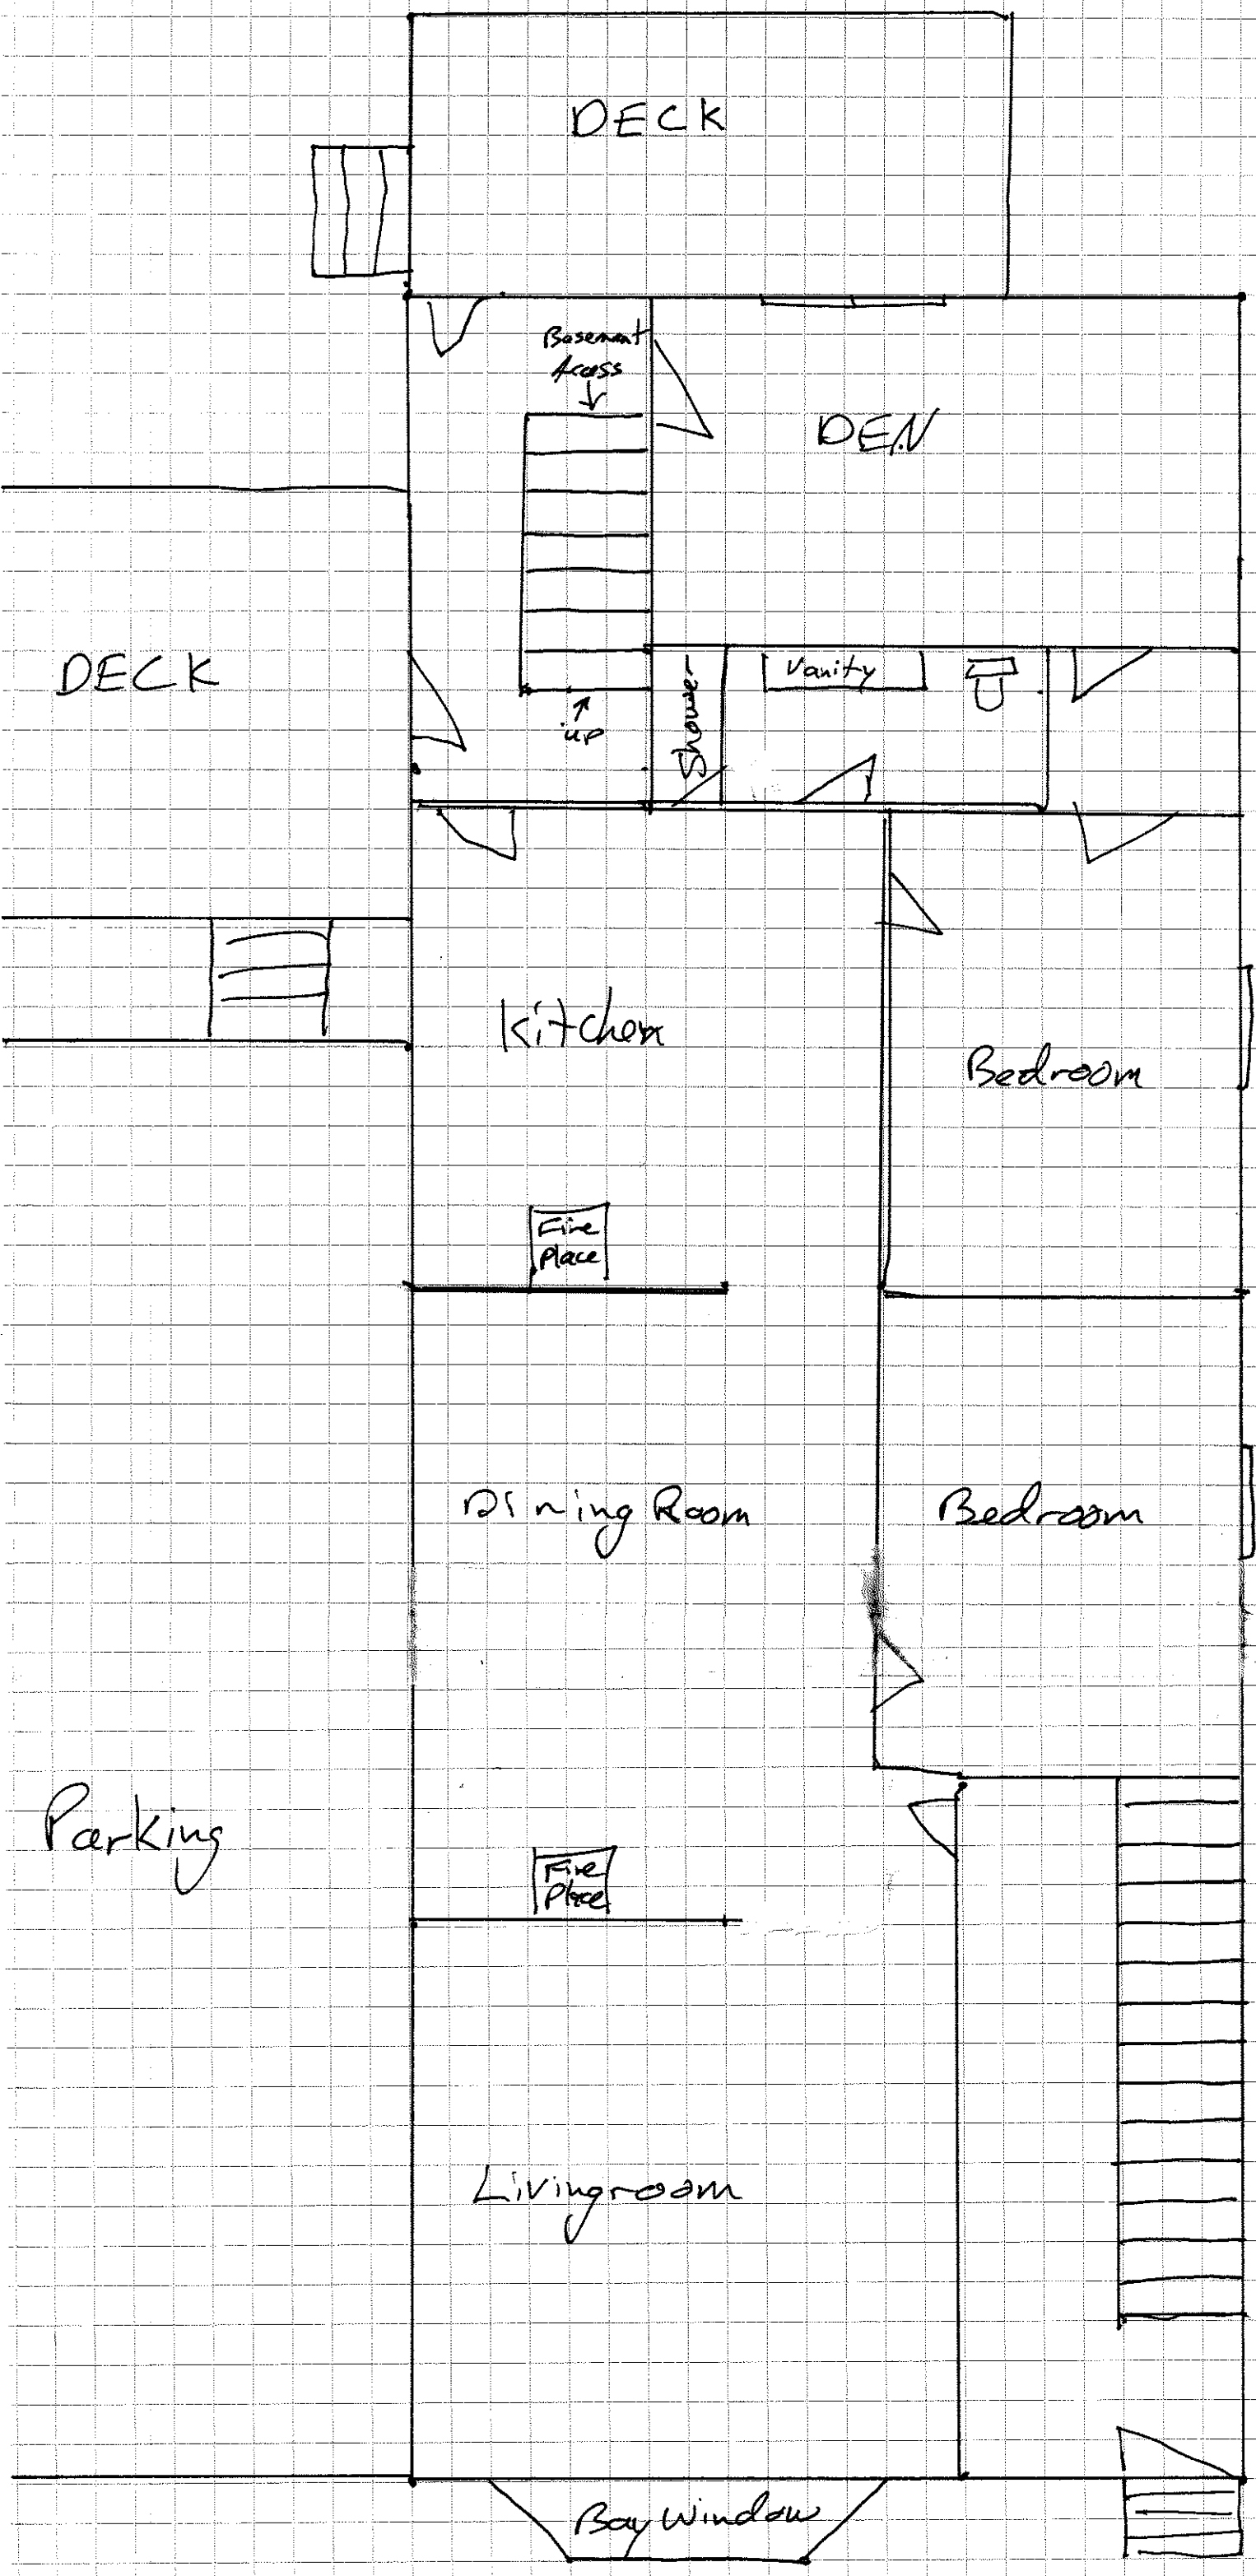 DECK
Basement
Access
DEN
DECK
Shower
Vanity
up
Kitchen
Bedroom
Fire
Place
Dining Room
Bedroom
Parking
Fire
Place
Livingroom
Bay Window